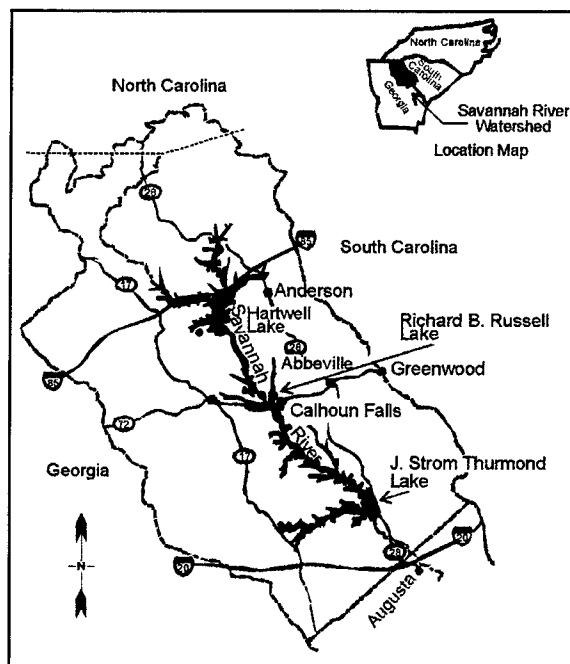 North Carolina
South
Carolina
Georgia
Savannah River
Watershed
Location Map
North Carolina
28
85
South Carolina
17
Anderson
Hartwell
Lake
Savannah
River
28
Richard B. Russell
Lake
Abbeville
Greenwood
85
72
Calhoun Falls
17
Georgia
J. Strom Thurmond
Lake
N
20
28
20
Augusta